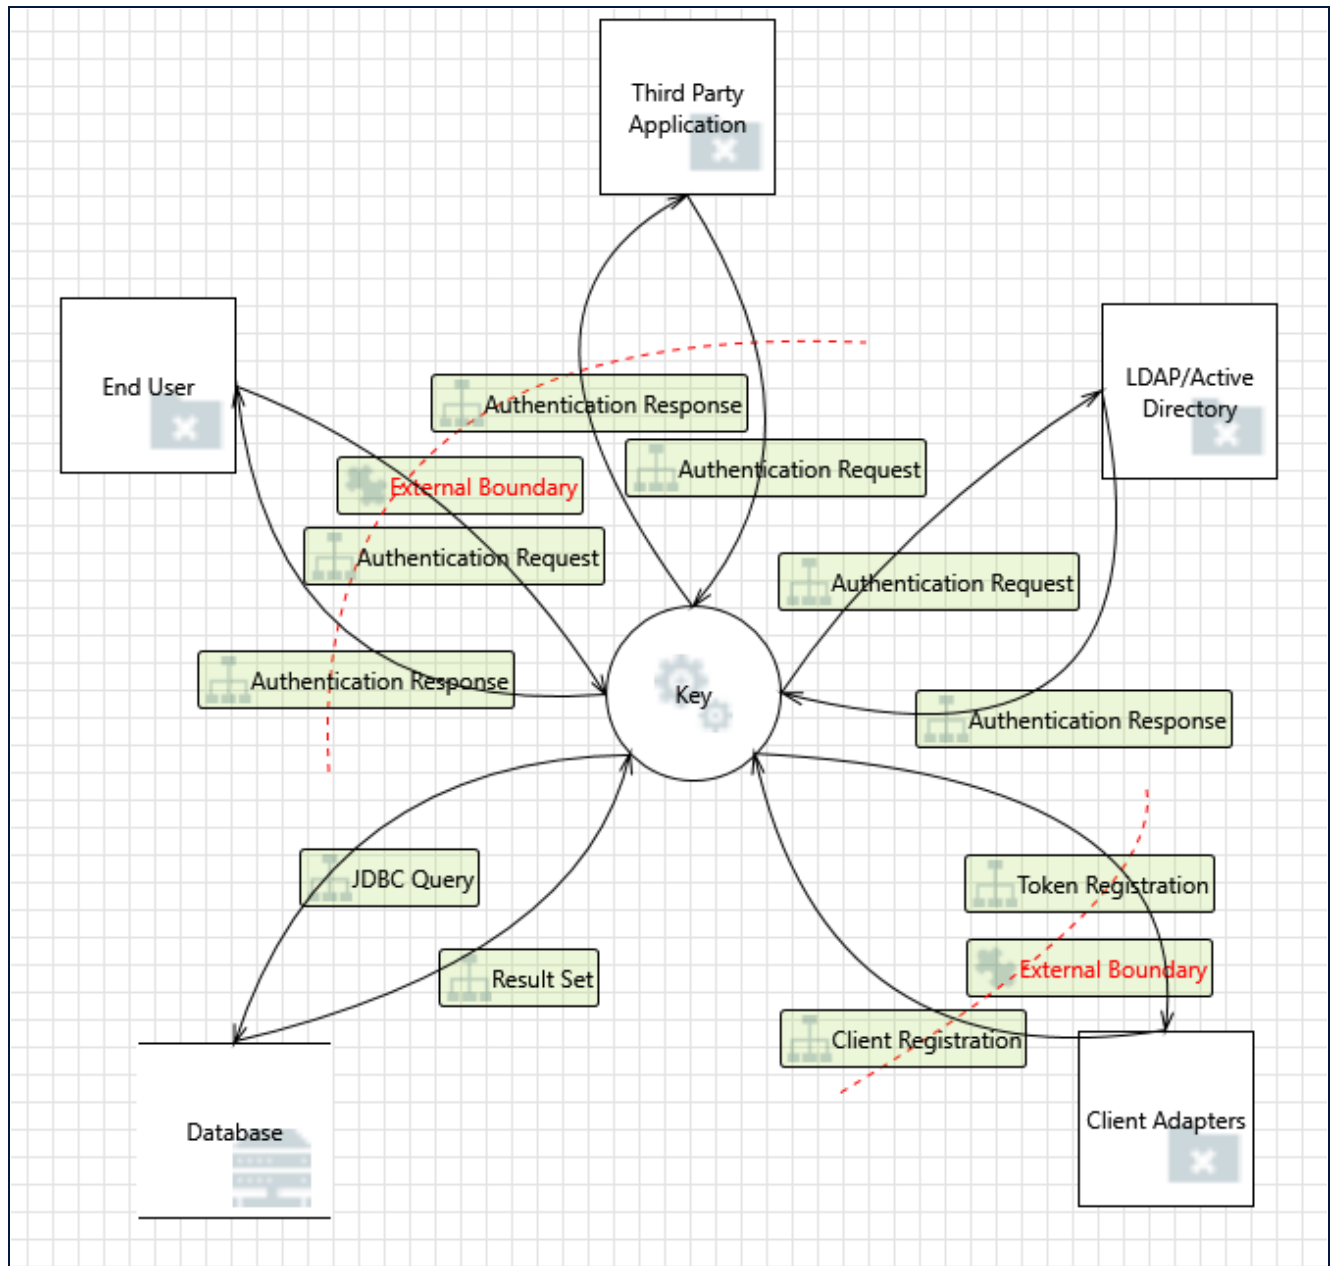 Third Party
Application
End User
LDAP/Active
Directory
Authentication Response
Authentication Request
External Boundary
Authentication Request
Authentication Request
Authentication Response
Key
Authentication Response
JDBC Query
Token Registration
Result Set
External Boundary
Client Registration
Database
Client Adapters